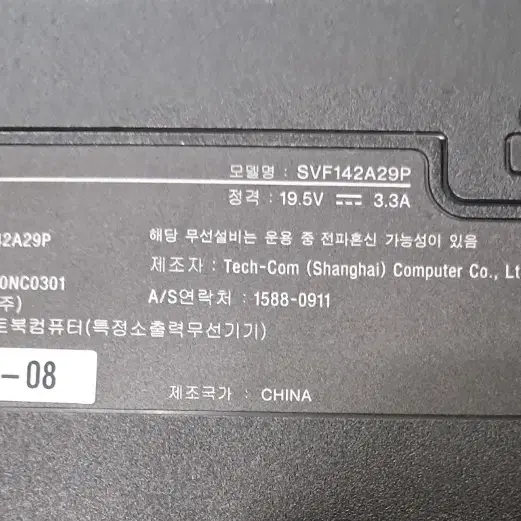 모델명 : SVF142A29P
정격 : 19.5V ⎓ 3.3A
42A29P
해당 무선설비는 운용 중 전파혼신 가능성이 있음
0NC0301
제조자 : Tech-Com (Shanghai) Computer Co., Lt
주)
A/S연락처 : 1588-0911
트북컴퓨터(특정소출력무선기기)
-08
제조국가 : CHINA